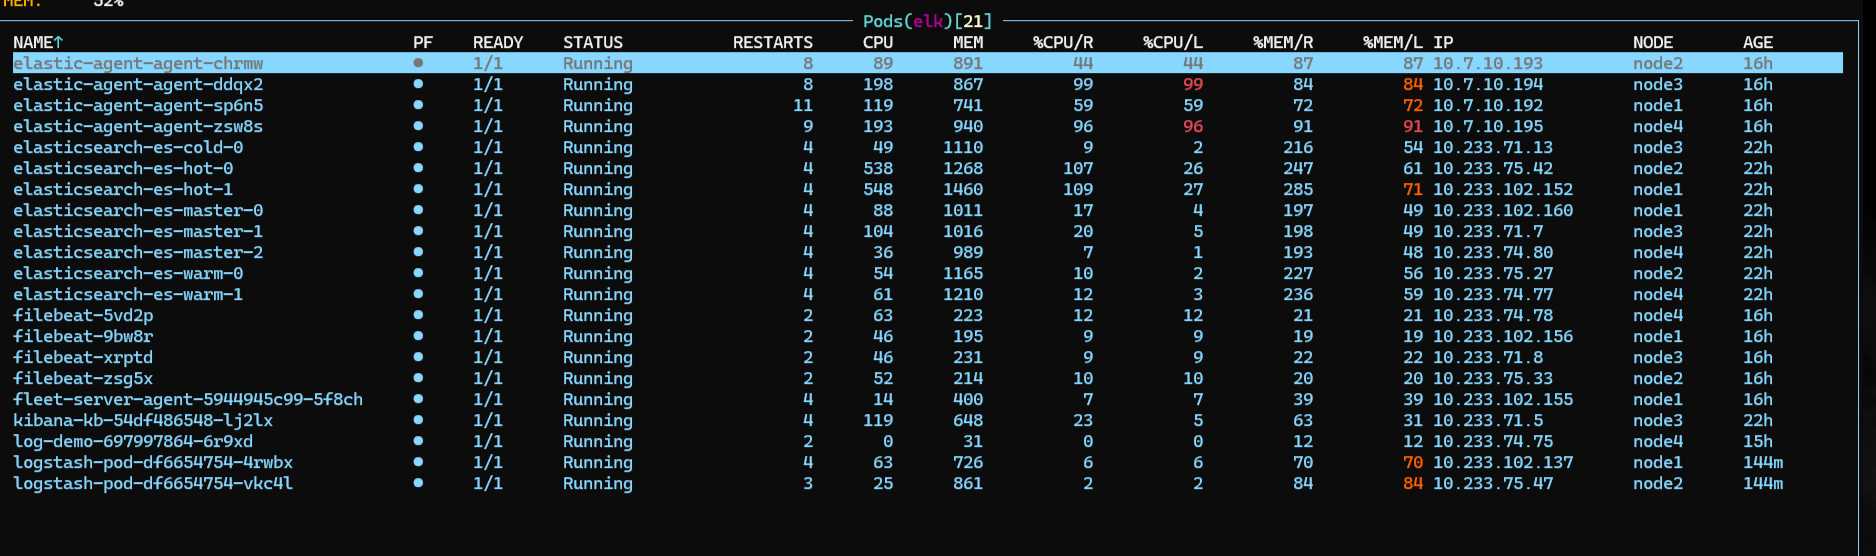 MEM: 52%
Pods(elk)[21]
NAME↑ PF READY STATUS RESTARTS CPU MEM %CPU/R %CPU/L %MEM/R %MEM/L IP NODE AGE
elastic-agent-agent-chrmw ● 1/1 Running 8 89 891 44 44 87 87 10.7.10.193 node2 16h
elastic-agent-agent-ddqx2 ● 1/1 Running 8 198 867 99 99 84 84 10.7.10.194 node3 16h
elastic-agent-agent-sp6n5 ● 1/1 Running 11 119 741 59 59 72 72 10.7.10.192 node1 16h
elastic-agent-agent-zsw8s ● 1/1 Running 9 193 940 96 96 91 91 10.7.10.195 node4 16h
elasticsearch-es-cold-0 ● 1/1 Running 4 49 1110 9 2 216 54 10.233.71.13 node3 22h
elasticsearch-es-hot-0 ● 1/1 Running 4 538 1268 107 26 247 61 10.233.75.42 node2 22h
elasticsearch-es-hot-1 ● 1/1 Running 4 548 1460 109 27 285 71 10.233.102.152 node1 22h
elasticsearch-es-master-0 ● 1/1 Running 4 88 1011 17 4 197 49 10.233.102.160 node1 22h
elasticsearch-es-master-1 ● 1/1 Running 4 104 1016 20 5 198 49 10.233.71.7 node3 22h
elasticsearch-es-master-2 ● 1/1 Running 4 36 989 7 1 193 48 10.233.74.80 node4 22h
elasticsearch-es-warm-0 ● 1/1 Running 4 54 1165 10 2 227 56 10.233.75.27 node2 22h
elasticsearch-es-warm-1 ● 1/1 Running 4 61 1210 12 3 236 59 10.233.74.77 node4 22h
filebeat-5vd2p ● 1/1 Running 2 63 223 12 12 21 21 10.233.74.78 node4 16h
filebeat-9bw8r ● 1/1 Running 2 46 195 9 9 19 19 10.233.102.156 node1 16h
filebeat-xrptd ● 1/1 Running 2 46 231 9 9 22 22 10.233.71.8 node3 16h
filebeat-zsg5x ● 1/1 Running 2 52 214 10 10 20 20 10.233.75.33 node2 16h
fleet-server-agent-5944945c99-5f8ch ● 1/1 Running 4 14 400 7 7 39 39 10.233.102.155 node1 16h
kibana-kb-54df486548-lj2lx ● 1/1 Running 4 119 648 23 5 63 31 10.233.71.5 node3 22h
log-demo-697997864-6r9xd ● 1/1 Running 2 0 31 0 0 12 12 10.233.74.75 node4 15h
logstash-pod-df6654754-4rwbx ● 1/1 Running 4 63 726 6 6 70 70 10.233.102.137 node1 144m
logstash-pod-df6654754-vkc4l ● 1/1 Running 3 25 861 2 2 84 84 10.233.75.47 node2 144m